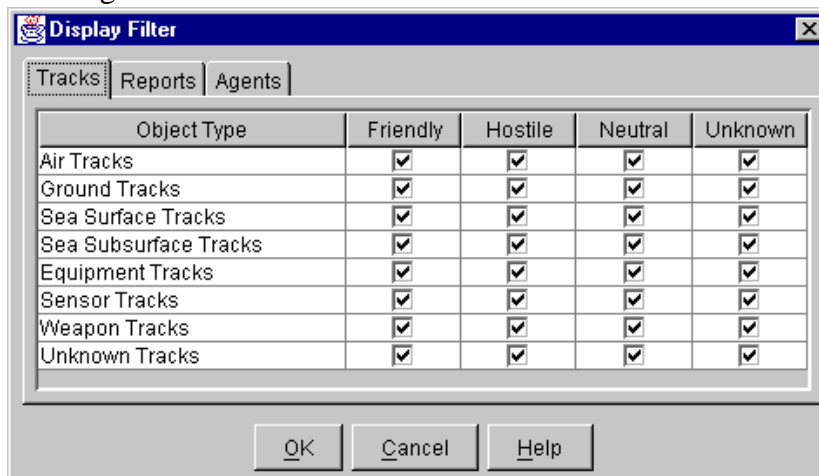 Display Filter
Tracks Reports Agents
Object Type Friendly Hostile Neutral Unknown
Air Tracks
Ground Tracks
Sea Surface Tracks
Sea Subsurface Tracks
Equipment Tracks
Sensor Tracks
Weapon Tracks
Unknown Tracks
OK Cancel Help